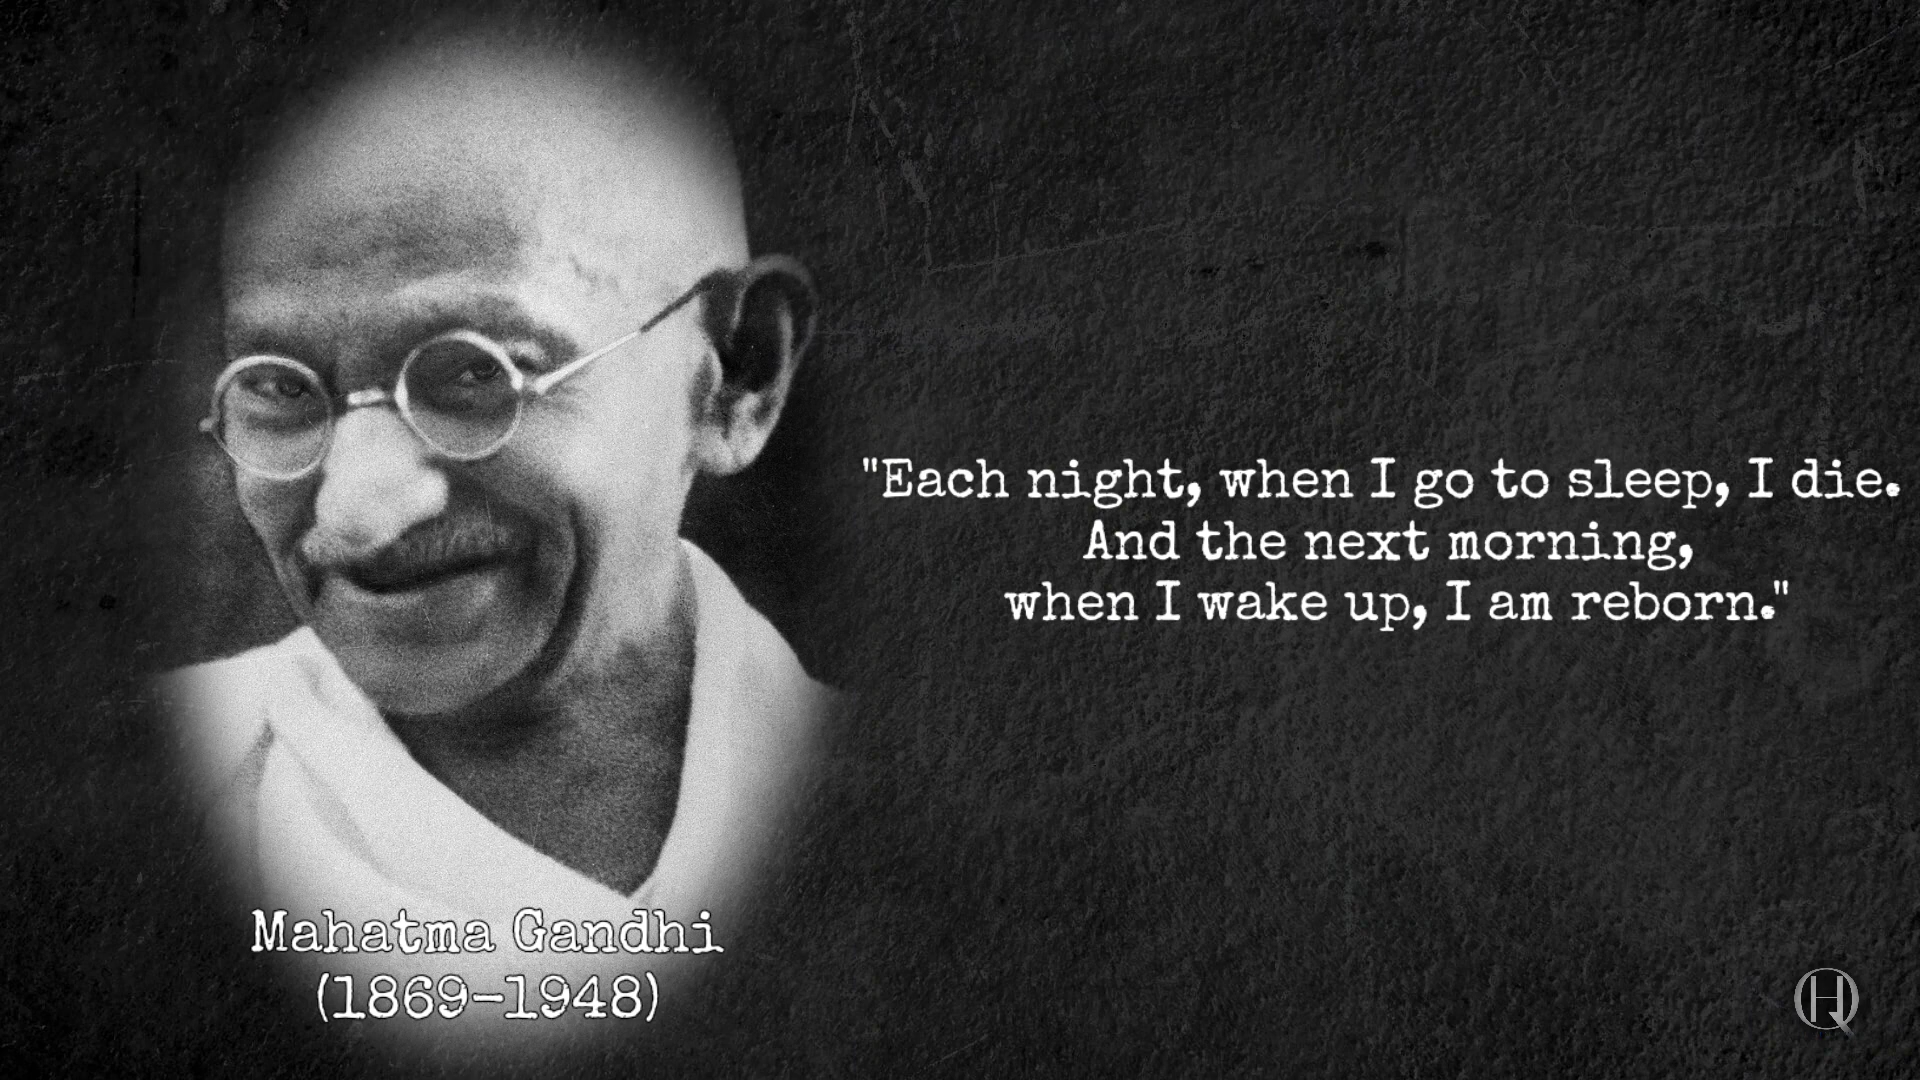 "Each night, when I go to sleep, I die.
And the next morning,
when I wake up, I am reborn."
Mahatma Gandhi
(1869-1948)
HQ